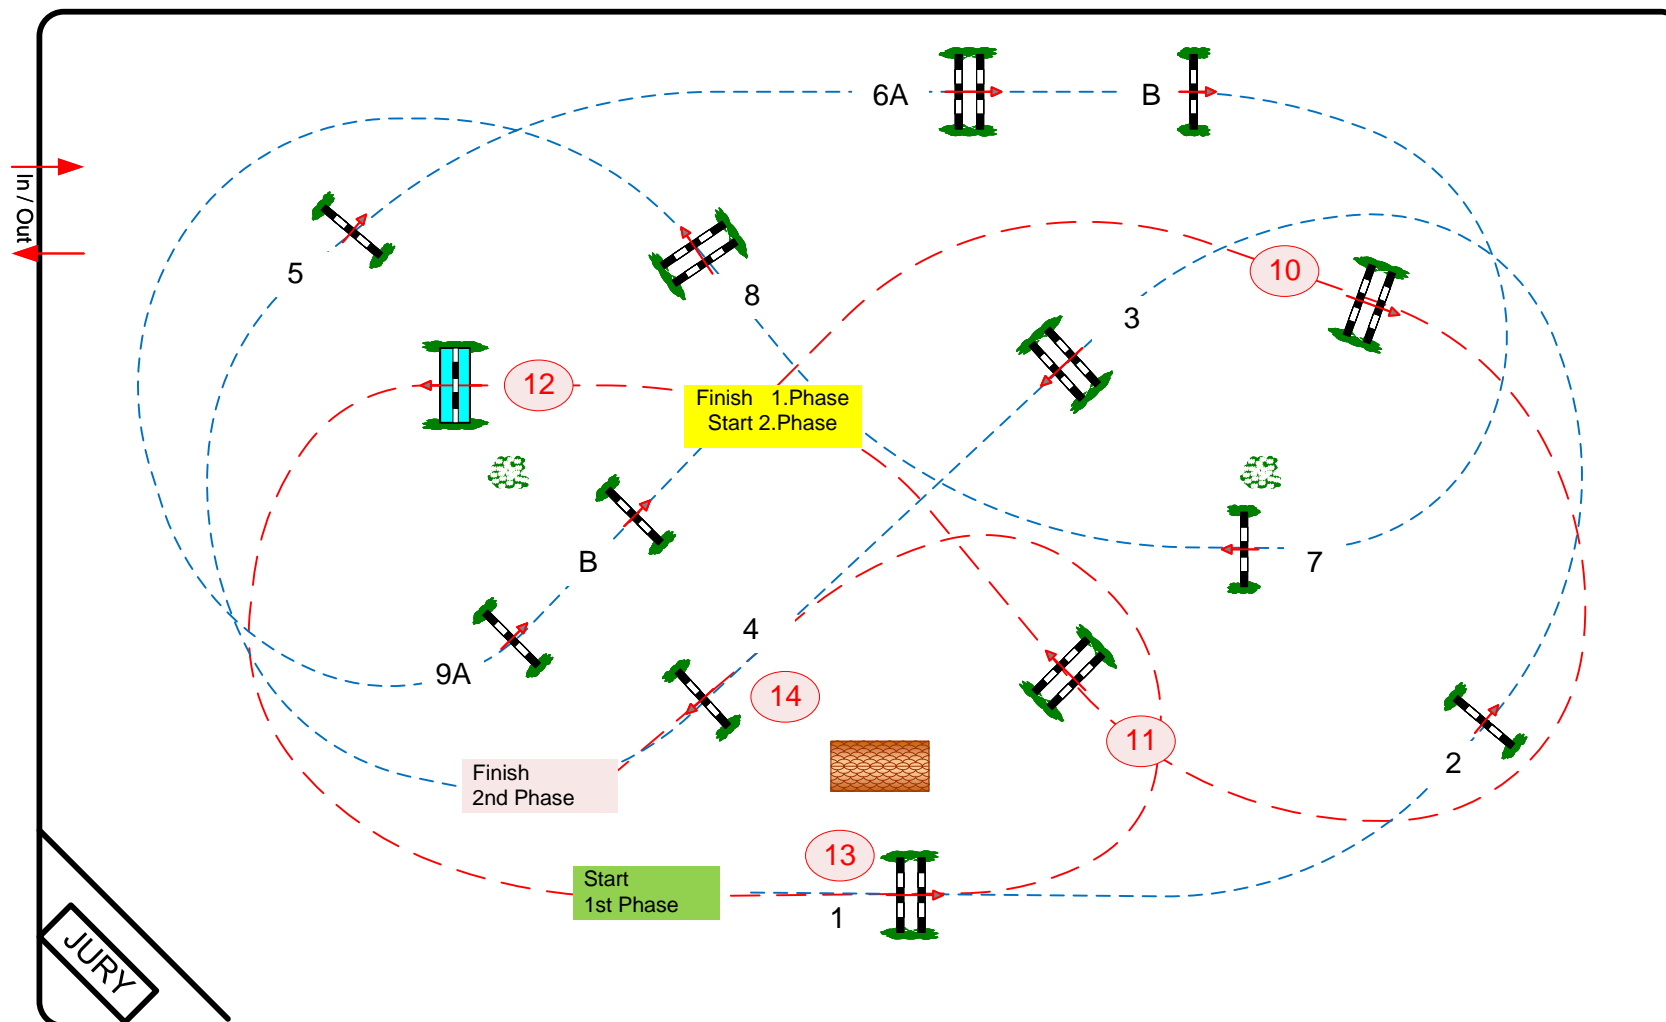 6A
B
In / Out
5
8
3
10
12
Finish 1.Phase
Start 2.Phase
B
7
4
9A
14
11
2
Finish
2nd Phase
13
Start
1st Phase
1
JURY